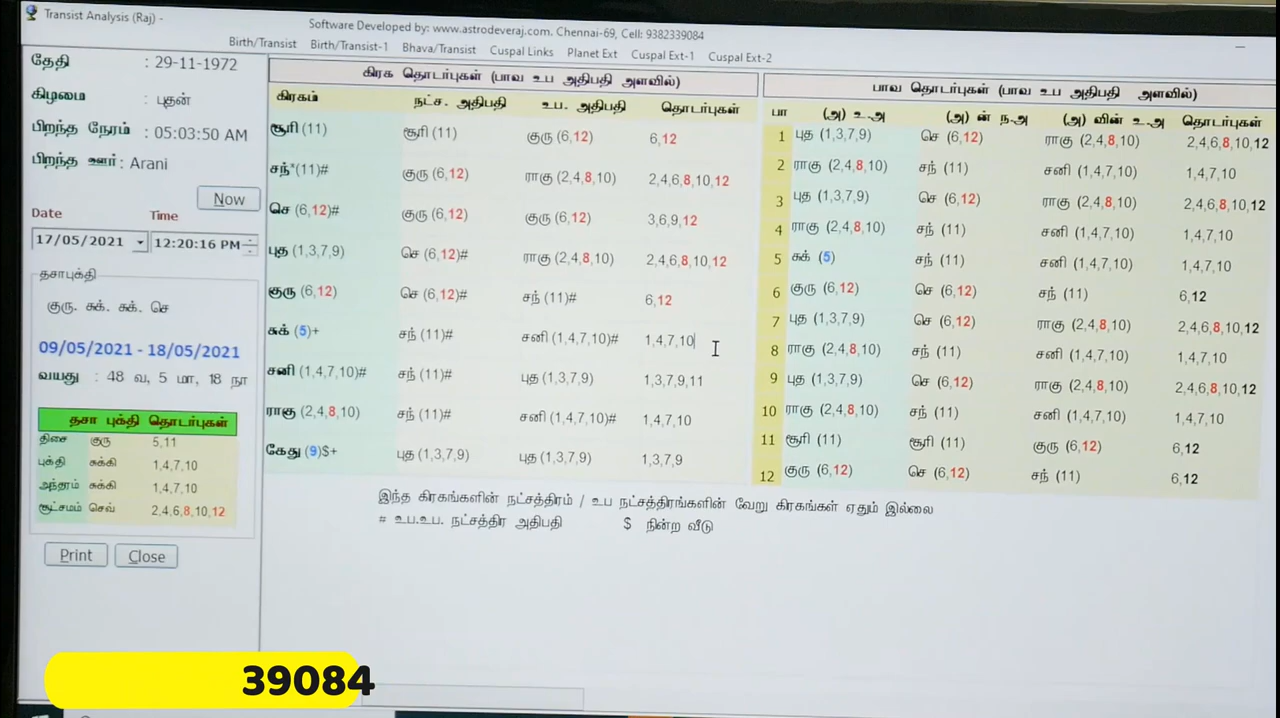 Transist Analysis (Raj) -
Software Developed by: www.astrodeveraj.com. Chennai-69, Cell: 9382339084
Birth/Transist Birth/Transist-1 Bhava/Transist Cuspal Links Planet Ext Cuspal Ext-1 Cuspal Ext-2
தேதி : 29-11-1972
கிழமை : புதன்
பிறந்த நேரம் : 05:03:50 AM
பிறந்த ஊர் : Arani
Now
Date Time
17/05/2021 12:20:16 PM
தசாபுக்தி
குரு. சுக். சுக். செ
09/05/2021 - 18/05/2021
வயது : 48 வ, 5 மா, 18 நா
தசா புக்தி தொடர்புகள்
திசை குரு 5,11
புக்தி சுக்கி 1,4,7,10
அந்தரம் சுக்கி 1,4,7,10
சூட்சமம் செவ் 2,4,6,8,10,12
Print Close
கிரக தொடர்புகள் (பாவ உப அதிபதி அளவில்)
கிரகம் நட்ச. அதிபதி உப. அதிபதி தொடர்புகள்
சூரி (11) சூரி (11) குரு (6,12) 6,12
சந்*(11)# குரு (6,12) ராகு (2,4,8,10) 2,4,6,8,10,12
செ (6,12)# குரு (6,12) குரு (6,12) 3,6,9,12
புத (1,3,7,9) செ (6,12)# ராகு (2,4,8,10) 2,4,6,8,10,12
குரு (6,12) செ (6,12)# சந் (11)# 6,12
சுக் (5)+ சந் (11)# சனி (1,4,7,10)# 1,4,7,10
சனி (1,4,7,10)# சந் (11)# புத (1,3,7,9) 1,3,7,9,11
ராகு (2,4,8,10) சந் (11)# சனி (1,4,7,10)# 1,4,7,10
கேது (9)$+ புத (1,3,7,9) புத (1,3,7,9) 1,3,7,9
இந்த கிரகங்களின் நட்சத்திரம் / உப நட்சத்திரங்களின் வேறு கிரகங்கள் ஏதும் இல்லை
# உப.உப. நட்சத்திர அதிபதி $ நின்ற வீடு
பாவ தொடர்புகள் (பாவ உப அதிபதி அளவில்)
பா (அ) உ.அ (அ) ன் ந.அ (அ) வின் உ.அ தொடர்புகள்
1 புத (1,3,7,9) செ (6,12) ராகு (2,4,8,10) 2,4,6,8,10,12
2 ராகு (2,4,8,10) சந் (11) சனி (1,4,7,10) 1,4,7,10
3 புத (1,3,7,9) செ (6,12) ராகு (2,4,8,10) 2,4,6,8,10,12
4 ராகு (2,4,8,10) சந் (11) சனி (1,4,7,10) 1,4,7,10
5 சுக் (5) சந் (11) சனி (1,4,7,10) 1,4,7,10
6 குரு (6,12) செ (6,12) சந் (11) 6,12
7 புத (1,3,7,9) செ (6,12) ராகு (2,4,8,10) 2,4,6,8,10,12
8 ராகு (2,4,8,10) சந் (11) சனி (1,4,7,10) 1,4,7,10
9 புத (1,3,7,9) செ (6,12) ராகு (2,4,8,10) 2,4,6,8,10,12
10 ராகு (2,4,8,10) சந் (11) சனி (1,4,7,10) 1,4,7,10
11 சூரி (11) சூரி (11) குரு (6,12) 6,12
12 குரு (6,12) செ (6,12) சந் (11) 6,12
39084